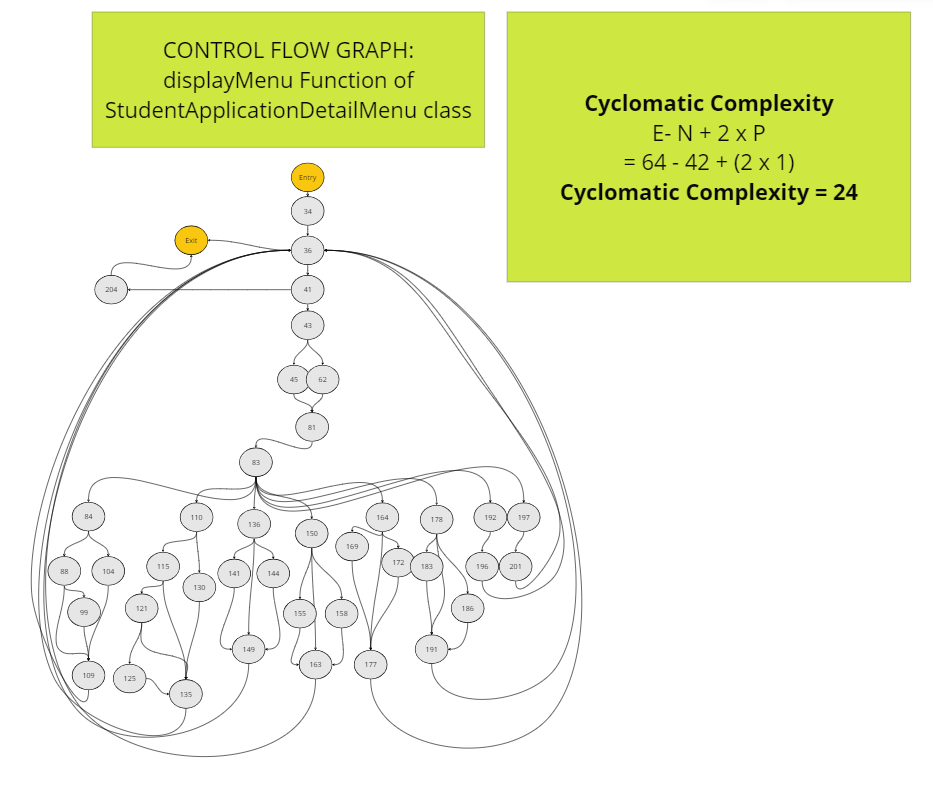 CONTROL FLOW GRAPH:
displayMenu Function of
StudentApplicationDetailMenu class
Cyclomatic Complexity
E- N + 2 x P
= 64 - 42 + (2 x 1)
Cyclomatic Complexity = 24
Entry
34
Exit
36
204
41
43
45 62
81
83
84 110 136 150 164 178 192 197
169
88 104 115 141 144 172 183 196 201
130
99 121 155 158 186
149 191
109 125 163 177
135